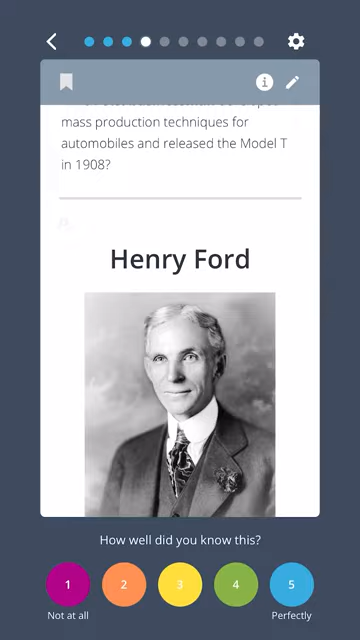 mass production techniques for
automobiles and released the Model T
in 1908?
Henry Ford
How well did you know this?
1
2
3
4
5
Not at all
Perfectly